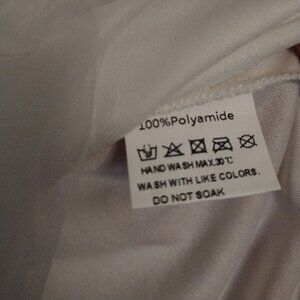 100%Polyamide
HAND WASH MAX.30°C
WASH WITH LIKE COLORS.
DO NOT SOAK